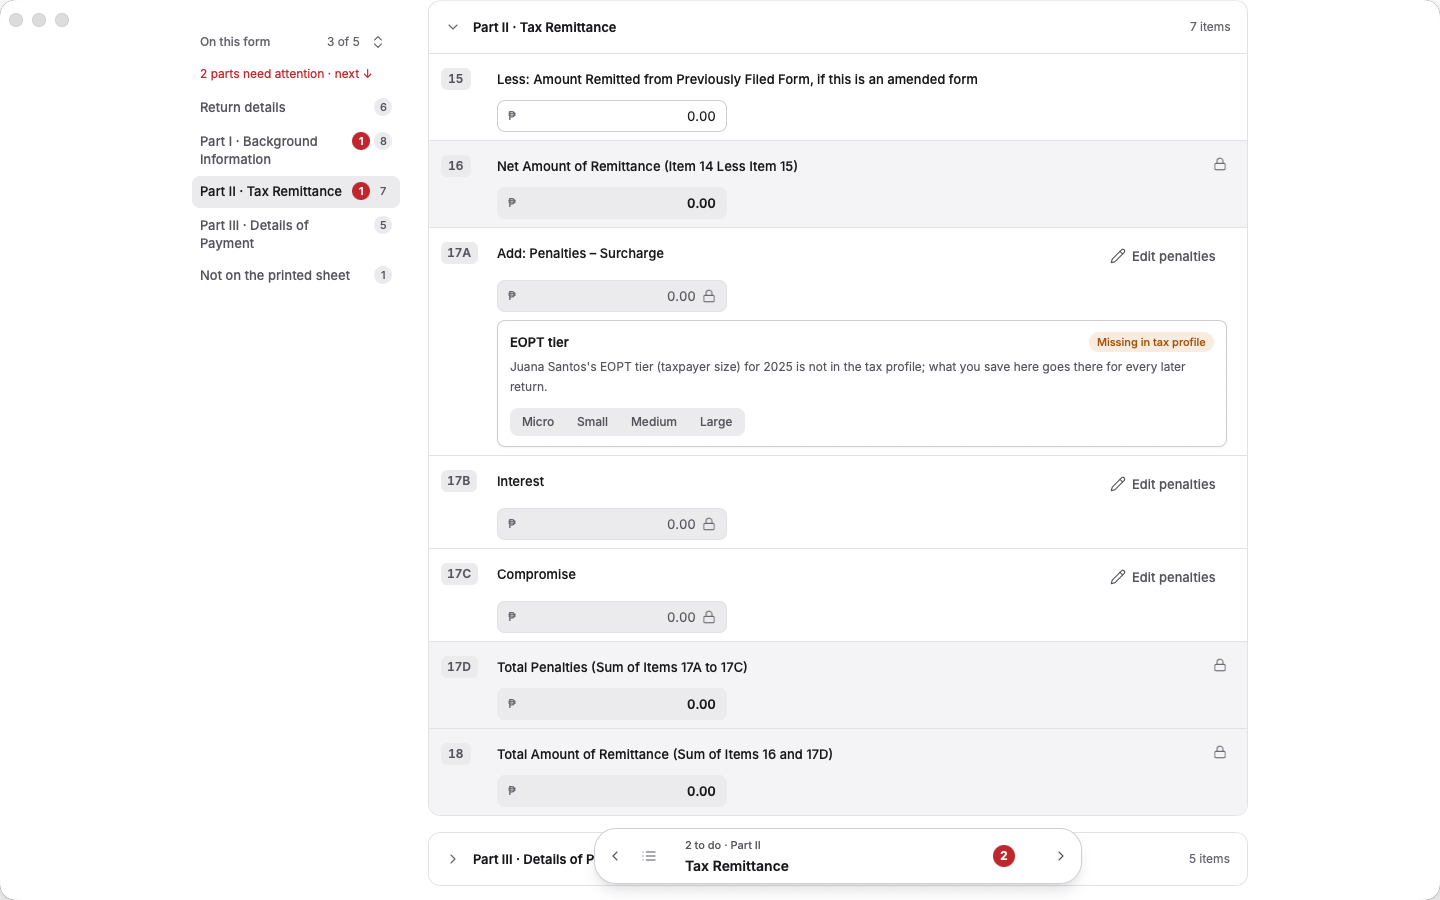 On this form 3 of 5
2 parts need attention · next ↓
Return details 6
Part I · Background Information 1 8
Part II · Tax Remittance 1 7
Part III · Details of Payment 5
Not on the printed sheet 1
Part II · Tax Remittance 7 items
15 Less: Amount Remitted from Previously Filed Form, if this is an amended form
₱ 0.00
16 Net Amount of Remittance (Item 14 Less Item 15)
₱ 0.00
17A Add: Penalties – Surcharge Edit penalties
₱ 0.00
EOPT tier Missing in tax profile
Juana Santos's EOPT tier (taxpayer size) for 2025 is not in the tax profile; what you save here goes there for every later
return.
Micro Small Medium Large
17B Interest Edit penalties
₱ 0.00
17C Compromise Edit penalties
₱ 0.00
17D Total Penalties (Sum of Items 17A to 17C)
₱ 0.00
18 Total Amount of Remittance (Sum of Items 16 and 17D)
₱ 0.00
Part III · Details of P 5 items
2 to do · Part II
Tax Remittance 2